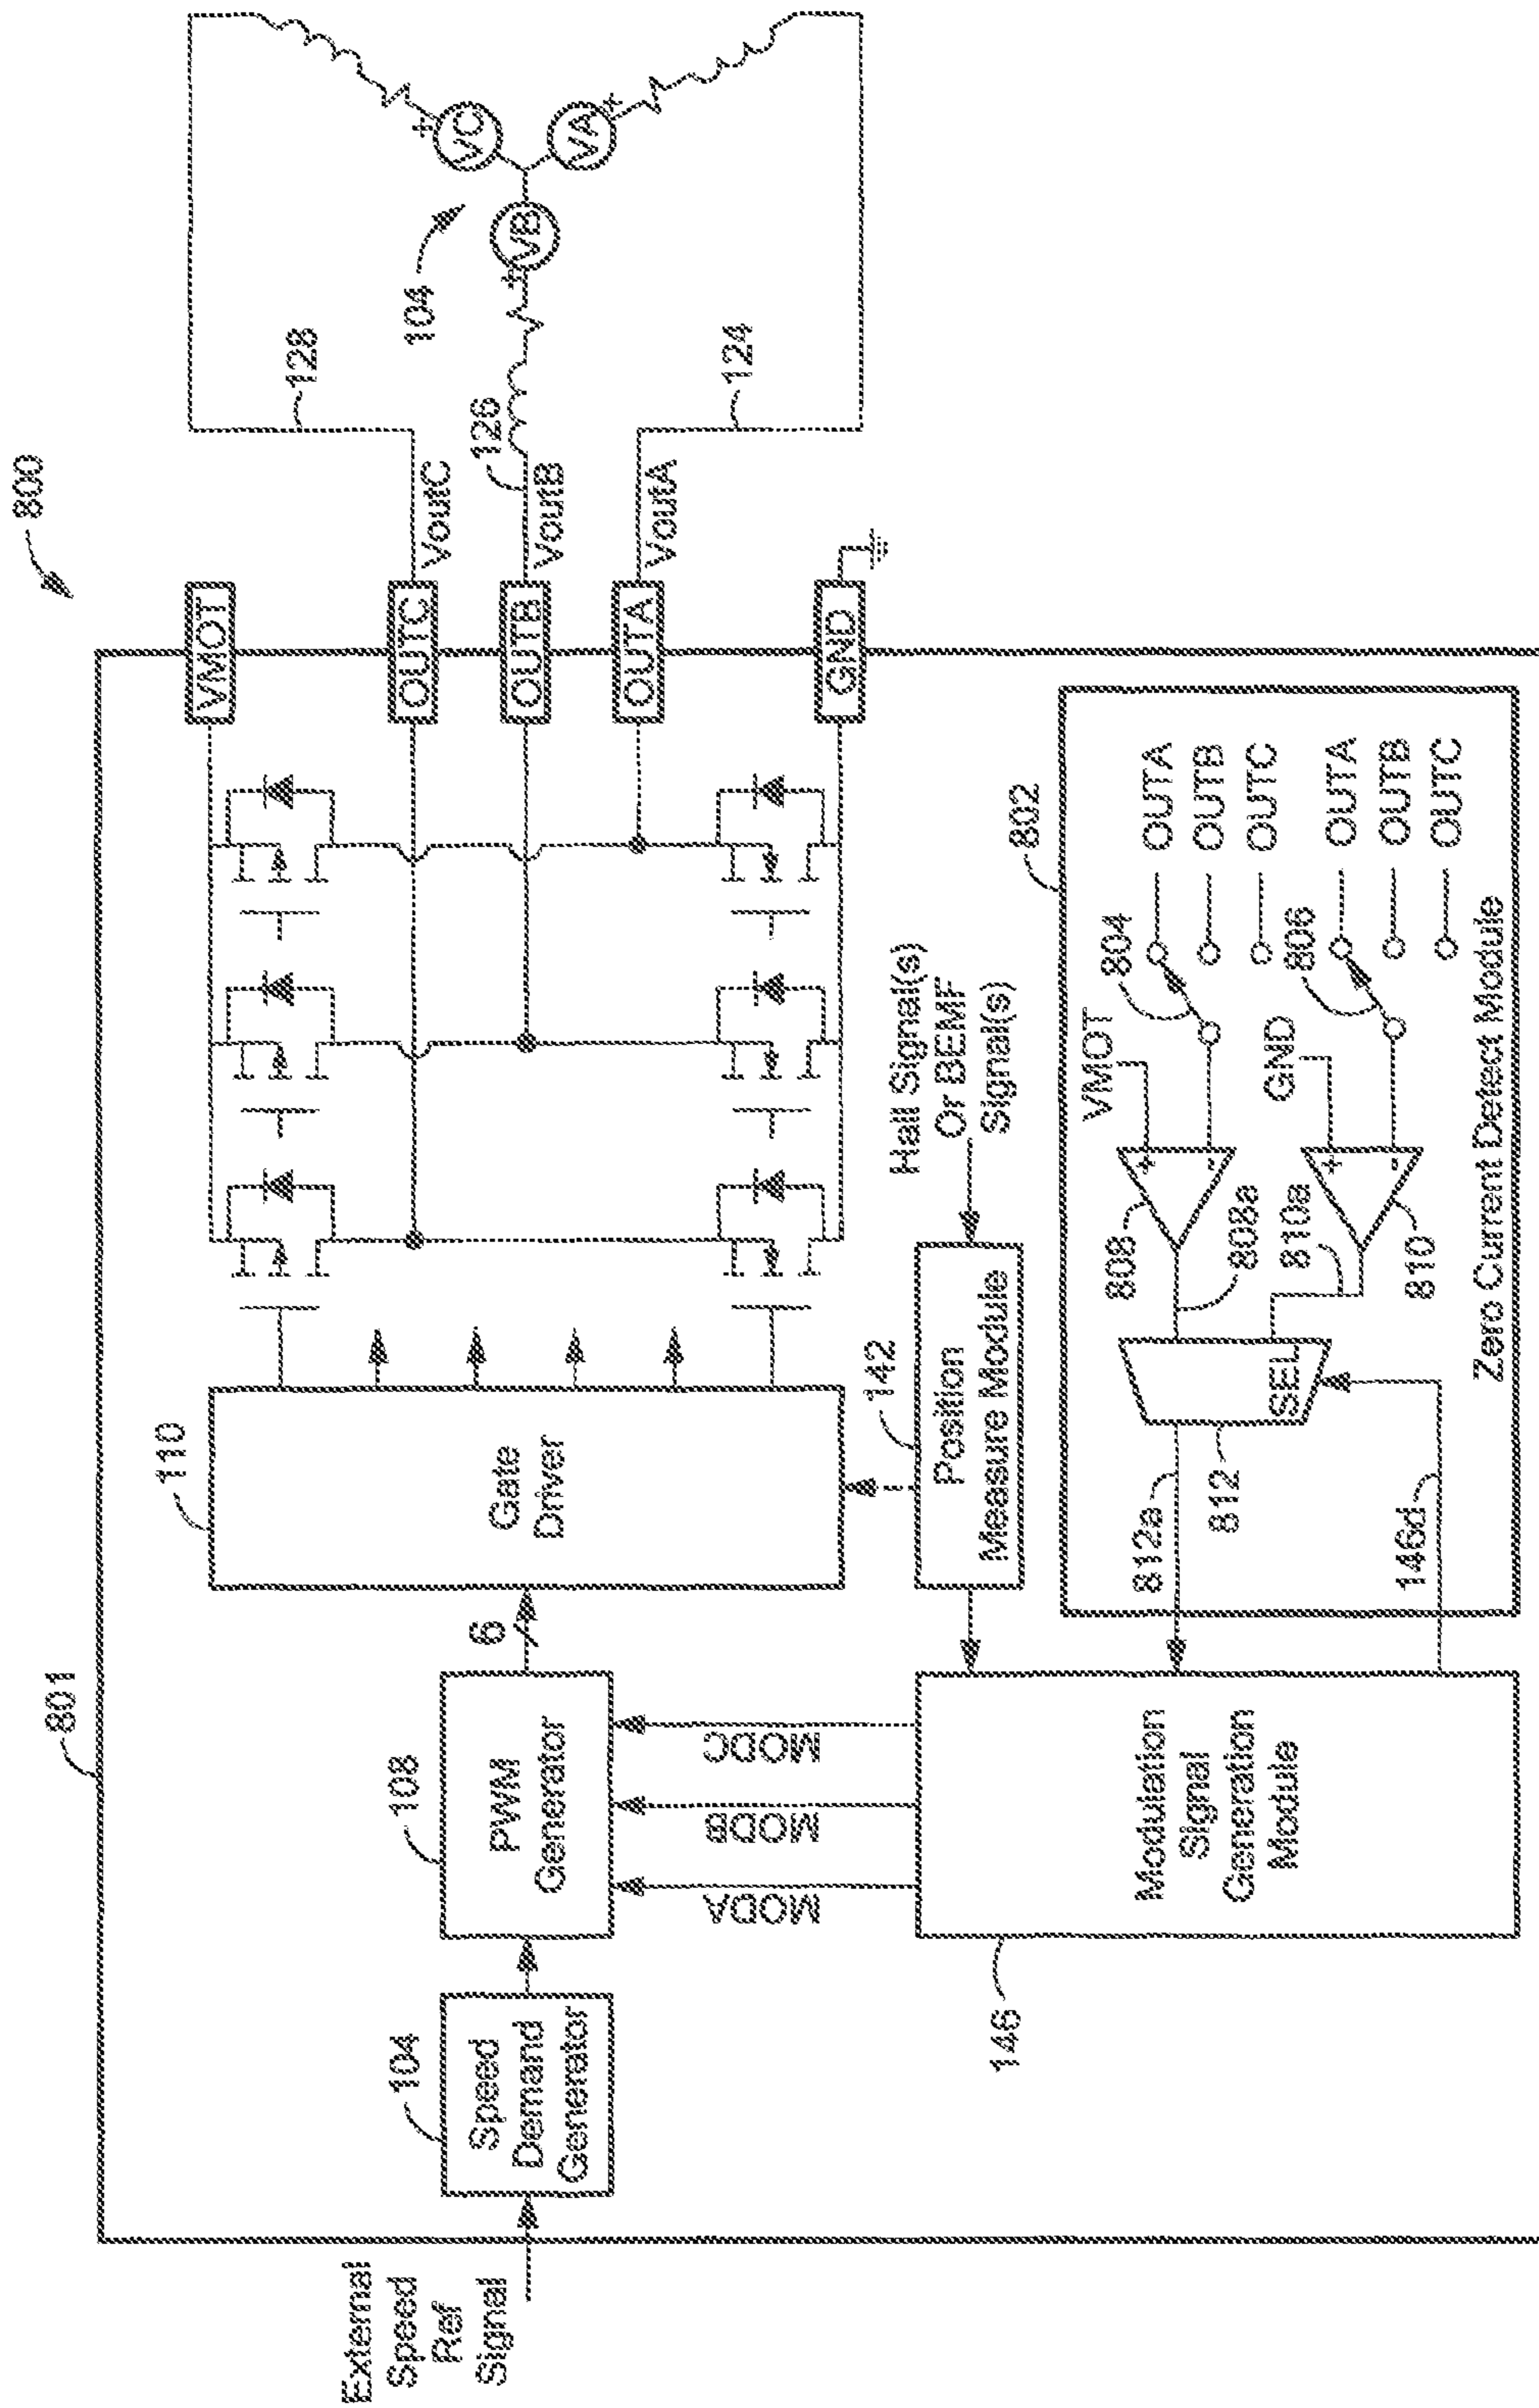 800
801
External
Speed
Ref
Signal
104
Speed
Demand
Generator
108
PWM
Generator
6
110
Gate
Driver
MODA
MODB
MODC
146
Modulation
Signal
Generation
Module
142
Position
Measure Module
Hall Signal(s)
Or BEMF
Signal(s)
VMOT
OUTC
OUTB
OUTA
GND
VoutC
VoutB
VoutA
128
126
124
104
VC
+
VB
+
VA
+
802
812a
812
146d
SEL
808
808a
810a
810
VMOT
+
-
GND
+
-
804
806
OUTA
OUTB
OUTC
OUTA
OUTB
OUTC
Zero Current Detect Module